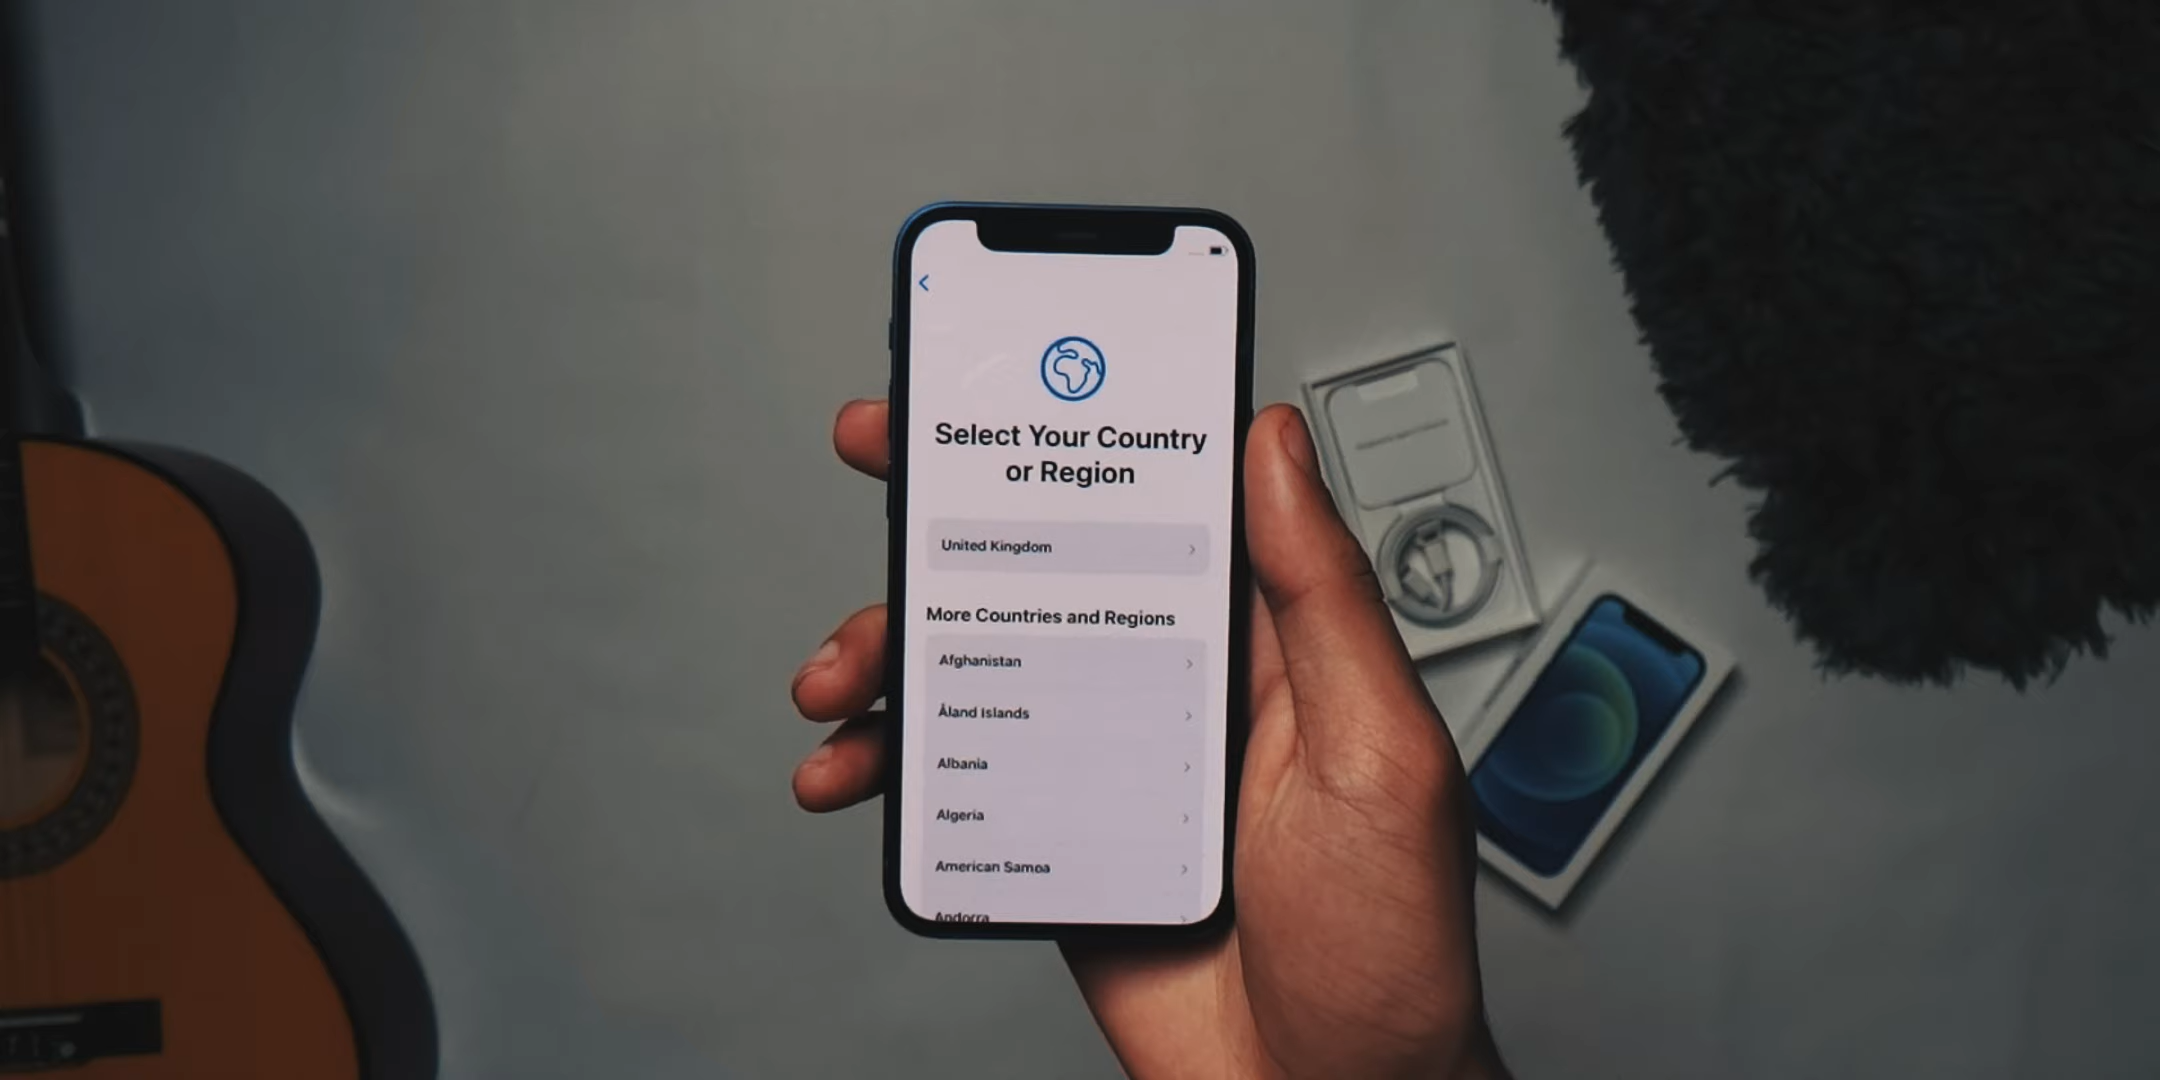 Select Your Country
or Region
United Kingdom
More Countries and Regions
Afghanistan
Åland Islands
Albania
Algeria
American Samoa
Andorra